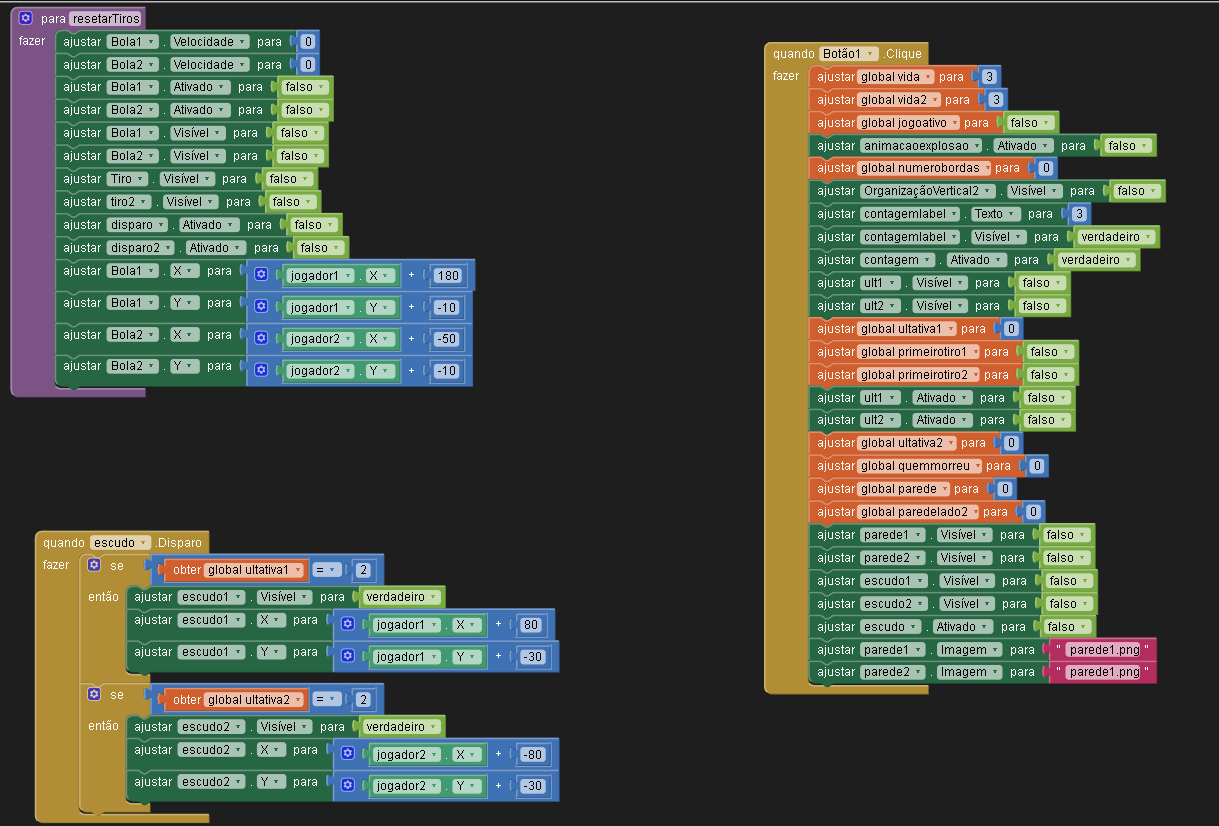 para resetarTiros
fazer ajustar Bola1 . Velocidade para 0
ajustar Bola2 . Velocidade para 0
ajustar Bola1 . Ativado para falso
ajustar Bola2 . Ativado para falso
ajustar Bola1 . Visível para falso
ajustar Bola2 . Visível para falso
ajustar Tiro . Visível para falso
ajustar tiro2 . Visível para falso
ajustar disparo . Ativado para falso
ajustar disparo2 . Ativado para falso
ajustar Bola1 . X para jogador1 . X + 180
ajustar Bola1 . Y para jogador1 . Y + -10
ajustar Bola2 . X para jogador2 . X + -50
ajustar Bola2 . Y para jogador2 . Y + -10
quando escudo .Disparo
fazer se obter global ultativa1 = 2
então ajustar escudo1 . Visível para verdadeiro
ajustar escudo1 . X para jogador1 . X + 80
ajustar escudo1 . Y para jogador1 . Y + -30
se obter global ultativa2 = 2
então ajustar escudo2 . Visível para verdadeiro
ajustar escudo2 . X para jogador2 . X + -80
ajustar escudo2 . Y para jogador2 . Y + -30
quando Botão1 .Clique
fazer ajustar global vida para 3
ajustar global vida2 para 3
ajustar global jogoativo para falso
ajustar animacaoexplosao . Ativado para falso
ajustar global numerobordas para 0
ajustar OrganizaçãoVertical2 . Visível para falso
ajustar contagemlabel . Texto para 3
ajustar contagemlabel . Visível para verdadeiro
ajustar contagem . Ativado para verdadeiro
ajustar ult1 . Visível para falso
ajustar ult2 . Visível para falso
ajustar global ultativa1 para 0
ajustar global primeirotiro1 para falso
ajustar global primeirotiro2 para falso
ajustar ult1 . Ativado para falso
ajustar ult2 . Ativado para falso
ajustar global ultativa2 para 0
ajustar global quemmorreu para 0
ajustar global parede para 0
ajustar global paredelado2 para 0
ajustar parede1 . Visível para falso
ajustar parede2 . Visível para falso
ajustar escudo1 . Visível para falso
ajustar escudo2 . Visível para falso
ajustar escudo . Ativado para falso
ajustar parede1 . Imagem para " parede1.png "
ajustar parede2 . Imagem para " parede1.png "